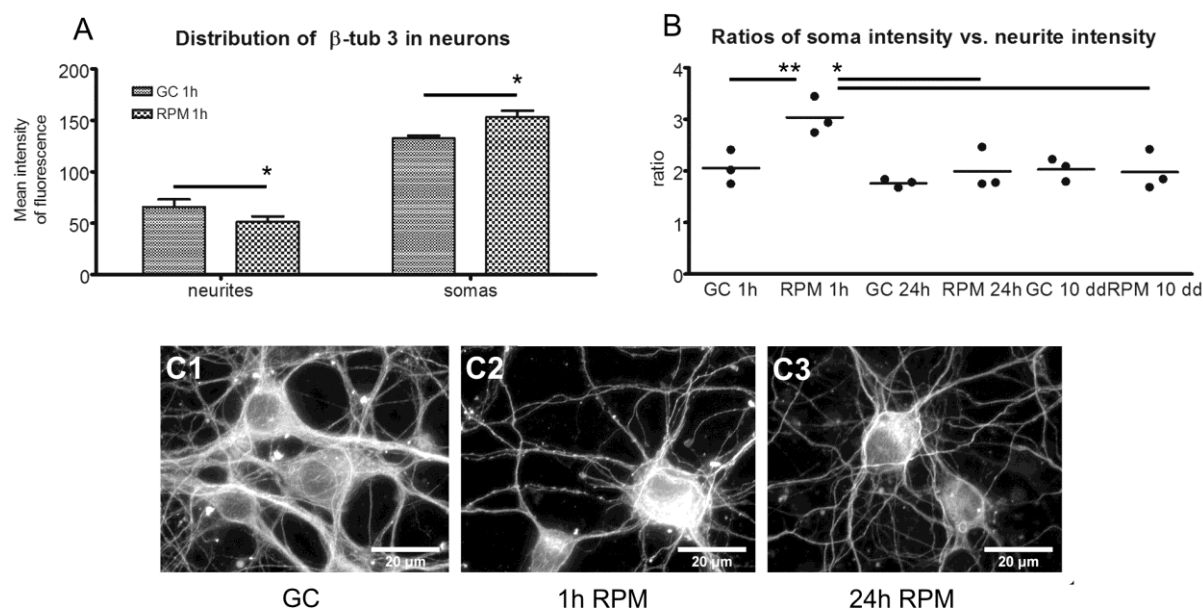 A
Distribution of β-tub 3 in neurons
Mean intensity
of fluorescence
200
150
100
50
0
GC 1h
RPM 1h
*
*
neurites
somas
B
Ratios of soma intensity vs. neurite intensity
ratio
4
3
2
1
0
** *
GC 1h RPM 1h GC 24h RPM 24h GC 10 dd RPM 10 dd
C1
20 µm
GC
C2
20 µm
1h RPM
C3
20 µm
24h RPM